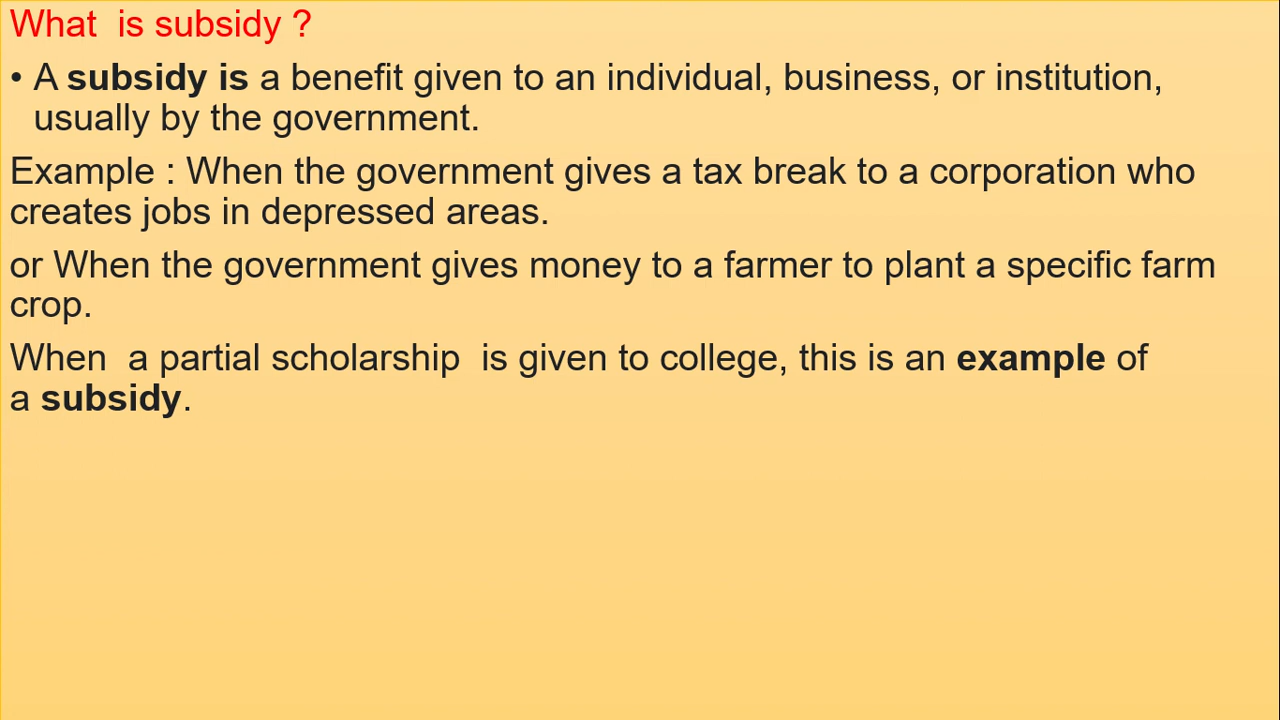 What  is subsidy ?
• A subsidy is a benefit given to an individual, business, or institution,
usually by the government.
Example : When the government gives a tax break to a corporation who
creates jobs in depressed areas.
or When the government gives money to a farmer to plant a specific farm
crop.
When  a partial scholarship  is given to college, this is an example of
a subsidy.